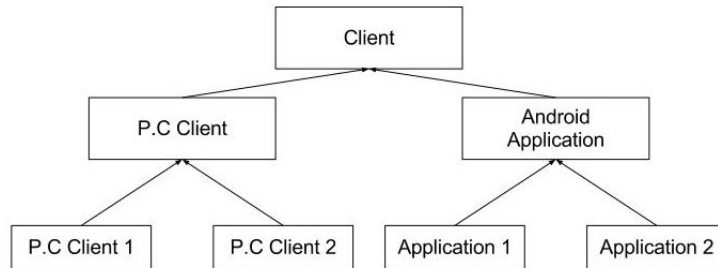 Client
P.C Client
Android
Application
P.C Client 1
P.C Client 2
Application 1
Application 2